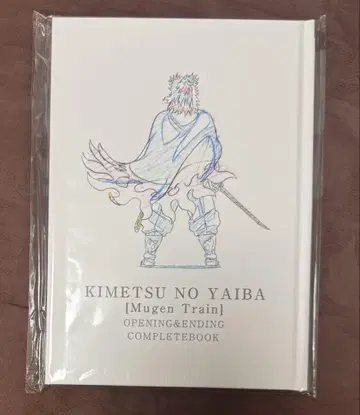 KIMETSU NO YAIBA
[Mugen Train]
OPENING&ENDING
COMPLETEBOOK